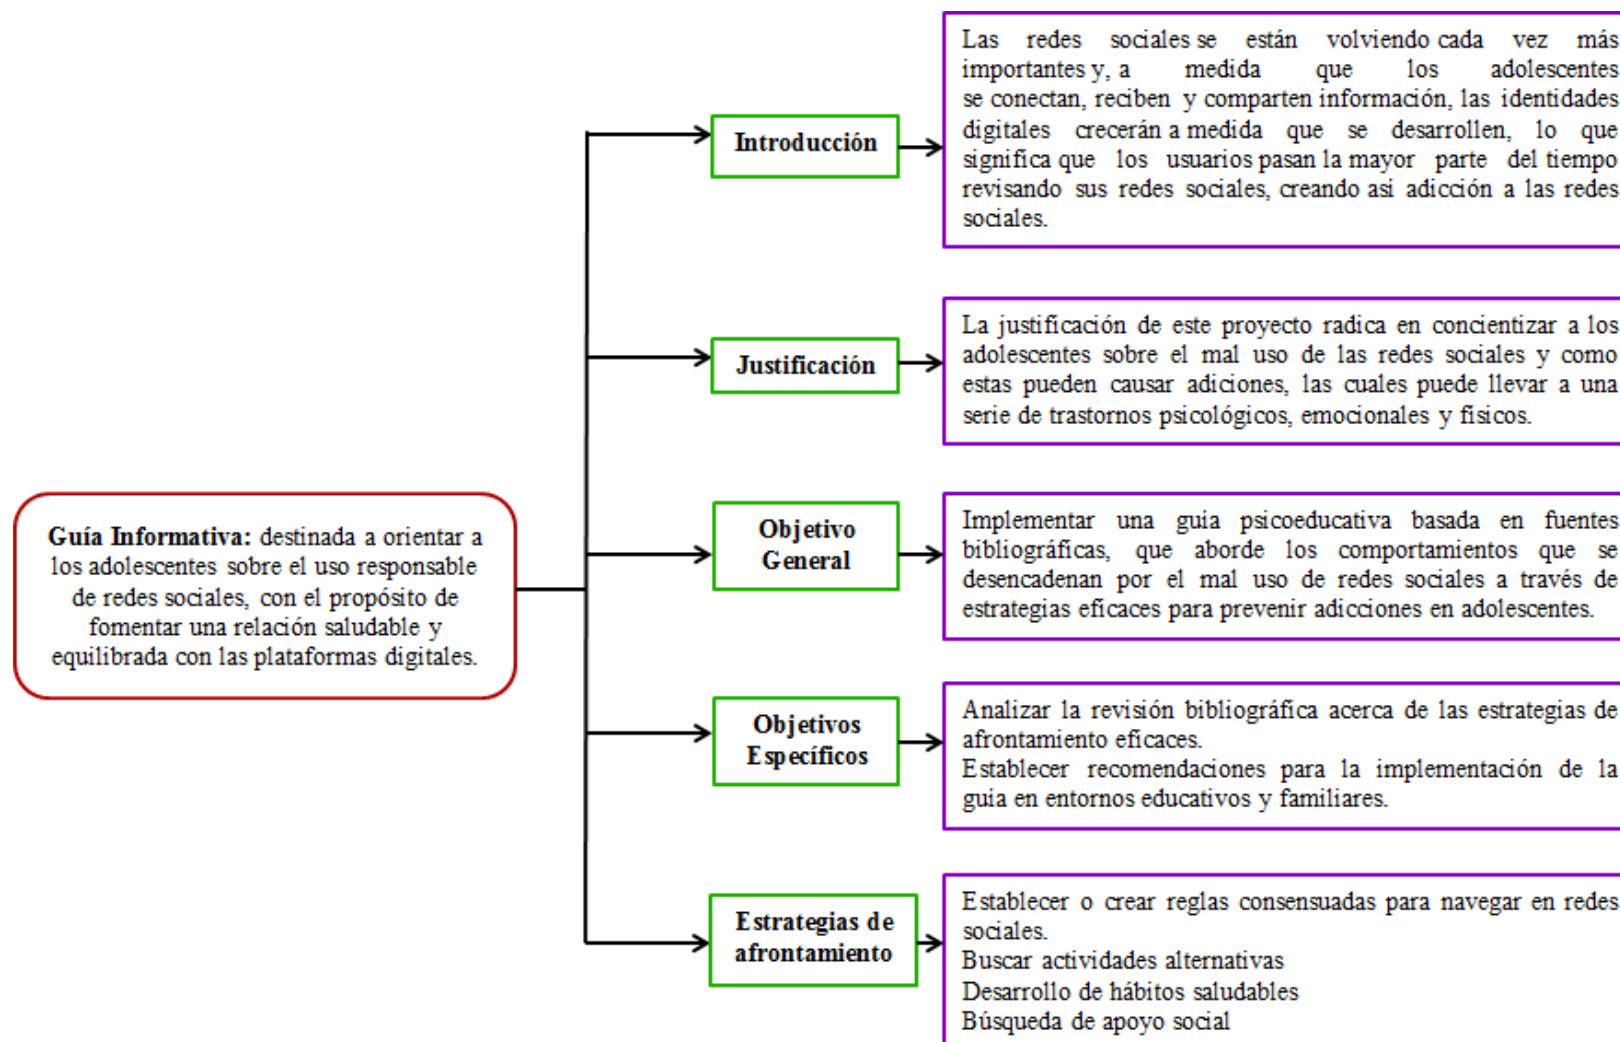 Guía Informativa: destinada a orientar a
los adolescentes sobre el uso responsable
de redes sociales, con el propósito de
fomentar una relación saludable y
equilibrada con las plataformas digitales.
Introducción
Las redes sociales se están volviendo cada vez más
importantes y, a medida que los adolescentes
se conectan, reciben y comparten información, las identidades
digitales crecerán a medida que se desarrollen, lo que
significa que los usuarios pasan la mayor parte del tiempo
revisando sus redes sociales, creando así adicción a las redes
sociales.
Justificación
La justificación de este proyecto radica en concientizar a los
adolescentes sobre el mal uso de las redes sociales y como
estas pueden causar adiciones, las cuales puede llevar a una
serie de trastornos psicológicos, emocionales y físicos.
Objetivo
General
Implementar una guía psicoeducativa basada en fuentes
bibliográficas, que aborde los comportamientos que se
desencadenan por el mal uso de redes sociales a través de
estrategias eficaces para prevenir adicciones en adolescentes.
Objetivos
Específicos
Analizar la revisión bibliográfica acerca de las estrategias de
afrontamiento eficaces.
Establecer recomendaciones para la implementación de la
guía en entornos educativos y familiares.
Estrategias de
afrontamiento
Establecer o crear reglas consensuadas para navegar en redes
sociales.
Buscar actividades alternativas
Desarrollo de hábitos saludables
Búsqueda de apoyo social